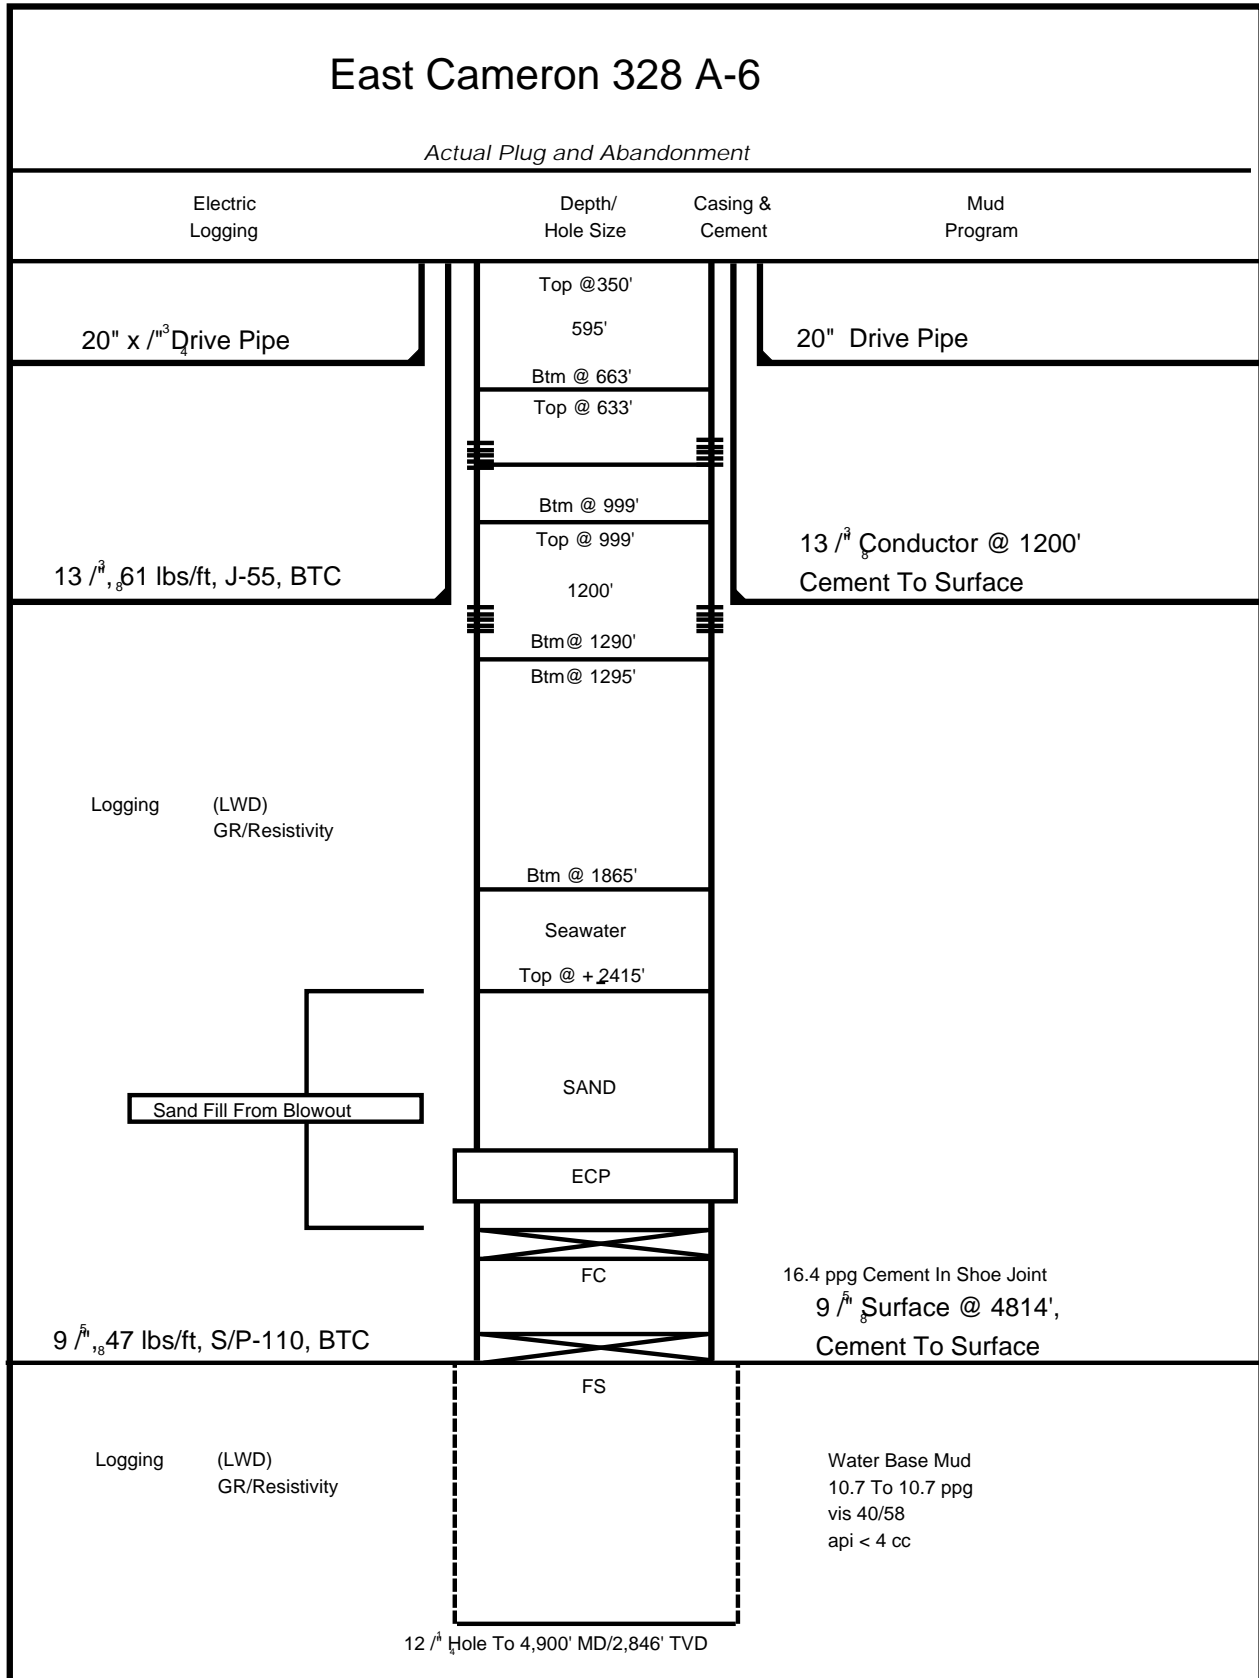 East Cameron 328 A-6
Actual Plug and Abandonment
Electric
Logging
Depth/
Hole Size
Casing &
Cement
Mud
Program
Top @350'
595'
20" x 3/4" Drive Pipe
20" Drive Pipe
Btm @ 663'
Top @ 633'
Btm @ 999'
Top @ 999'
13 3/8", 61 lbs/ft, J-55, BTC
1200'
13 3/8" Conductor @ 1200'
Cement To Surface
Btm@ 1290'
Btm@ 1295'
Logging (LWD)
GR/Resistivity
Btm @ 1865'
Seawater
Top @ +_2415'
SAND
Sand Fill From Blowout
ECP
FC
16.4 ppg Cement In Shoe Joint
9 5/8" Surface @ 4814',
Cement To Surface
9 5/8", 47 lbs/ft, S/P-110, BTC
FS
Logging (LWD)
GR/Resistivity
Water Base Mud
10.7 To 10.7 ppg
vis 40/58
api < 4 cc
12 1/4" Hole To 4,900' MD/2,846' TVD